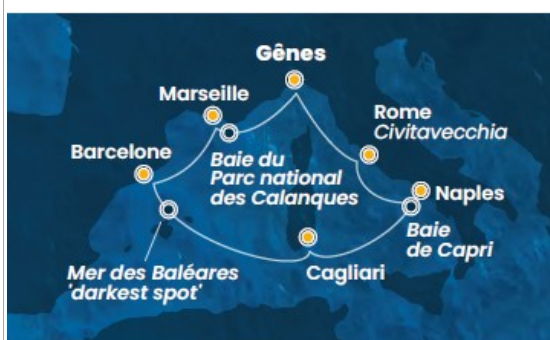 Gênes
Marseille
Rome
Civitavecchia
Barcelone
Baie du
Parc national
des Calanques
Naples
Baie
de Capri
Mer des Baléares
'darkest spot'
Cagliari